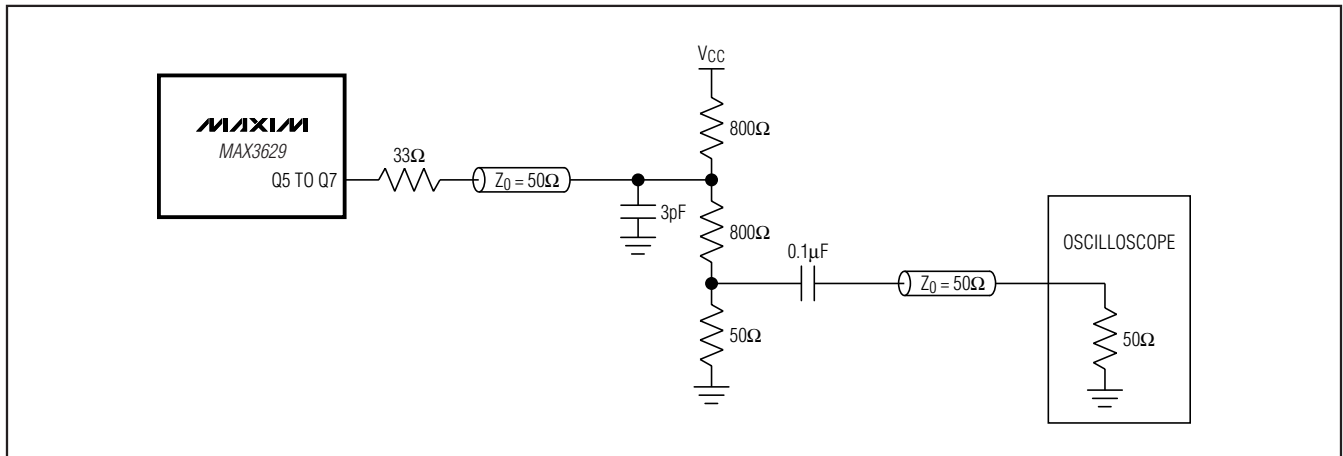 VCC
800Ω
MAXIM
MAX3629
Q5 TO Q7
33Ω
Z0 = 50Ω
3pF
800Ω
0.1µF
Z0 = 50Ω
50Ω
OSCILLOSCOPE
50Ω